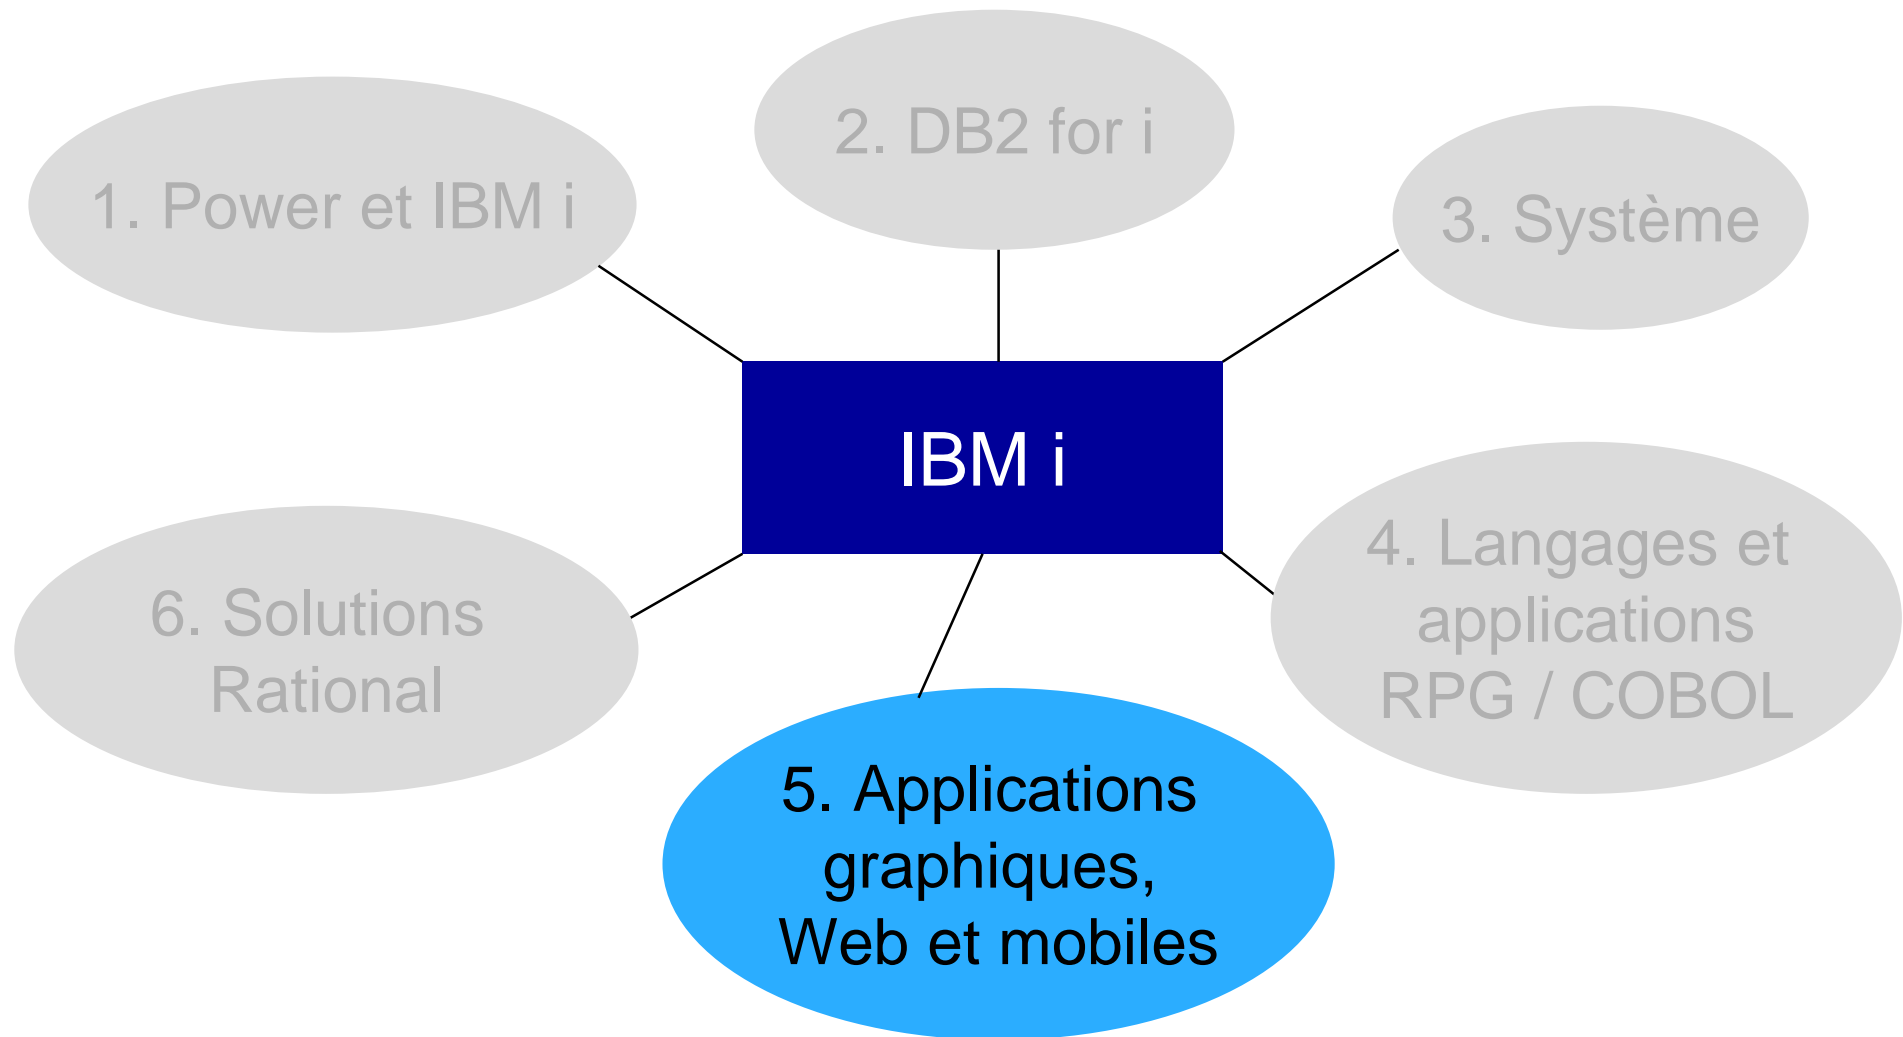 1. Power et IBM i
2. DB2 for i
3. Système
IBM i
4. Langages et
applications
RPG / COBOL
5. Applications
graphiques,
Web et mobiles
6. Solutions
Rational